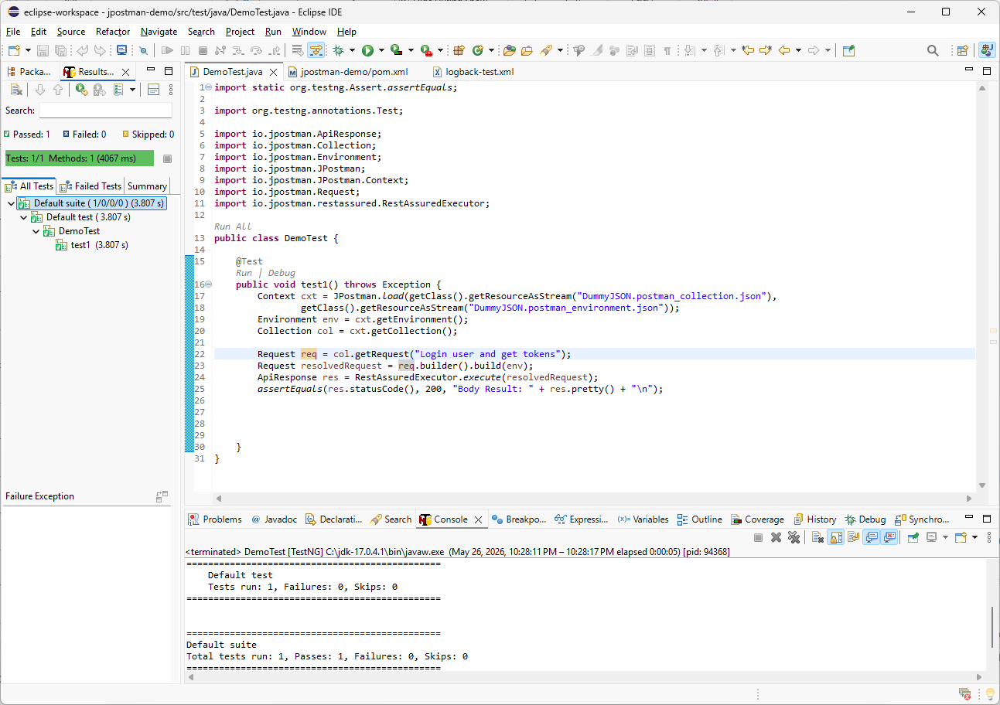 eclipse-workspace - jpostman-demo/src/test/java/DemoTest.java - Eclipse IDE
File Edit Source Refactor Navigate Search Project Run Window Help
Packa... Results...
Search:
Passed: 1 Failed: 0 Skipped: 0
Tests: 1/1 Methods: 1 (4067 ms)
All Tests Failed Tests Summary
Default suite ( 1/0/0/0 ) (3.807 s)
Default test ( 3.807 s)
DemoTest
test1 (3.807 s)
Failure Exception
DemoTest.java jpostman-demo/pom.xml logback-test.xml
1 import static org.testng.Assert.assertEquals;
2
3 import org.testng.annotations.Test;
4
5 import io.jpostman.ApiResponse;
6 import io.jpostman.Collection;
7 import io.jpostman.Environment;
8 import io.jpostman.JPostman;
9 import io.jpostman.JPostman.Context;
10 import io.jpostman.Request;
11 import io.jpostman.restassured.RestAssuredExecutor;
12
Run All
13 public class DemoTest {
14
15 @Test
Run | Debug
16 public void test1() throws Exception {
17 Context cxt = JPostman.load(getClass().getResourceAsStream("DummyJSON.postman_collection.json"),
18 getClass().getResourceAsStream("DummyJSON.postman_environment.json"));
19 Environment env = cxt.getEnvironment();
20 Collection col = cxt.getCollection();
21
22 Request req = col.getRequest("Login user and get tokens");
23 Request resolvedRequest = req.builder().build(env);
24 ApiResponse res = RestAssuredExecutor.execute(resolvedRequest);
25 assertEquals(res.statusCode(), 200, "Body Result: " + res.pretty() + "\n");
26
27
28
29
30 }
31 }
Problems Javadoc Declarati... Search Console Breakpo... Expressi... Variables Outline Coverage History Debug Synchro...
<terminated> DemoTest [TestNG] C:\jdk-17.0.4.1\bin\javaw.exe (May 26, 2026, 10:28:11 PM – 10:28:17 PM elapsed 0:00:05) [pid: 94368]
===============================================
Default test
Tests run: 1, Failures: 0, Skips: 0
===============================================
===============================================
Default suite
Total tests run: 1, Passes: 1, Failures: 0, Skips: 0
===============================================